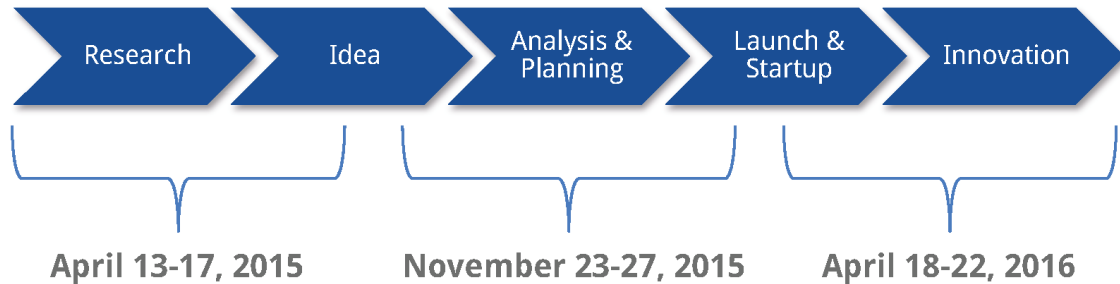 Research
Idea
Analysis &
Planning
Launch &
Startup
Innovation
April 13-17, 2015
November 23-27, 2015
April 18-22, 2016